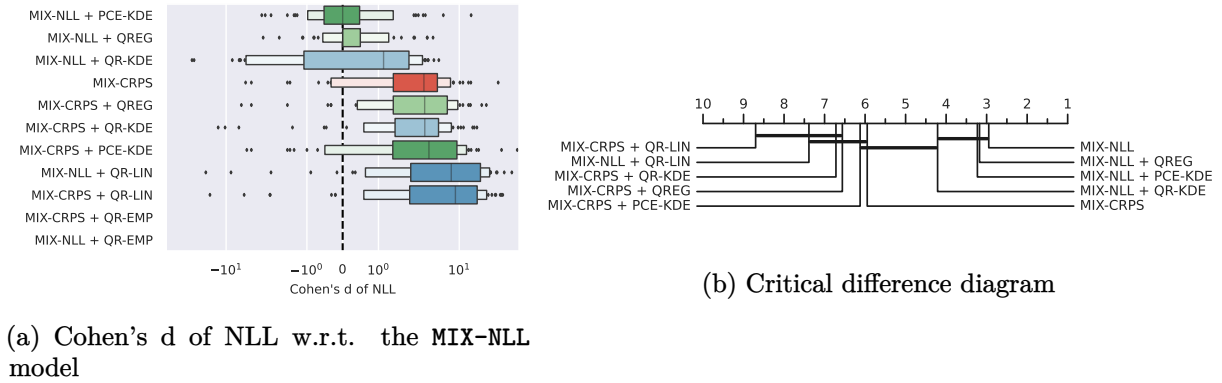 MIX-NLL + PCE-KDE
MIX-NLL + QREG
MIX-NLL + QR-KDE
MIX-CRPS
MIX-CRPS + QREG
MIX-CRPS + QR-KDE
MIX-CRPS + PCE-KDE
MIX-NLL + QR-LIN
MIX-CRPS + QR-LIN
MIX-CRPS + QR-EMP
MIX-NLL + QR-EMP
−10¹ −10⁰ 0 10⁰ 10¹
Cohen's d of NLL
(a) Cohen's d of NLL w.r.t. the MIX-NLL
model
10 9 8 7 6 5 4 3 2 1
MIX-CRPS + QR-LIN
MIX-NLL + QR-LIN
MIX-CRPS + QR-KDE
MIX-CRPS + QREG
MIX-CRPS + PCE-KDE
MIX-NLL
MIX-NLL + QREG
MIX-NLL + PCE-KDE
MIX-NLL + QR-KDE
MIX-CRPS
(b) Critical difference diagram